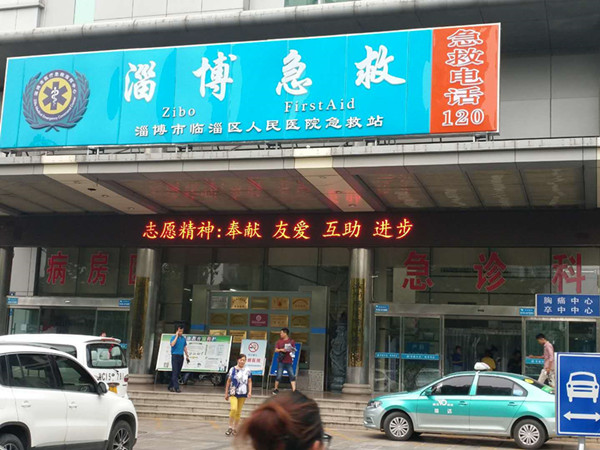 淄博急救
Zibo FirstAid
淄博市临淄区人民医院急救站
急救电话
120
志愿精神:奉献 友爱 互助 进步
病房
急诊科
胸痛中心
卒中中心